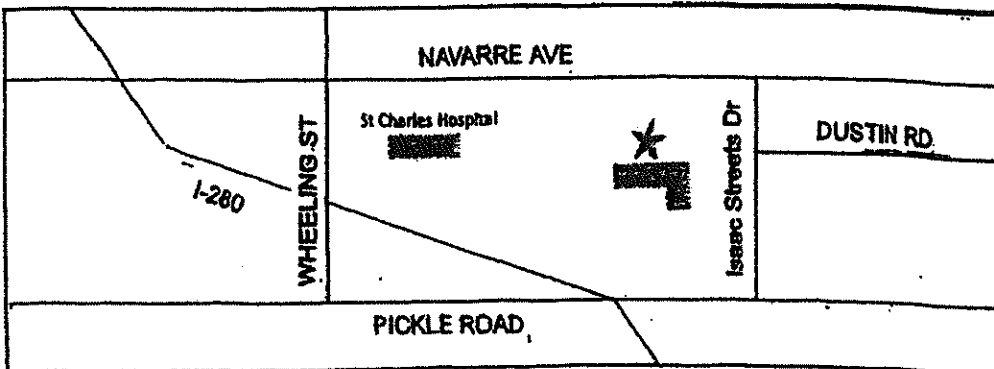 NAVARRE AVE
St Charles Hospital
DUSTIN RD
I-280
WHEELING ST
Isaac Streets Dr
PICKLE ROAD